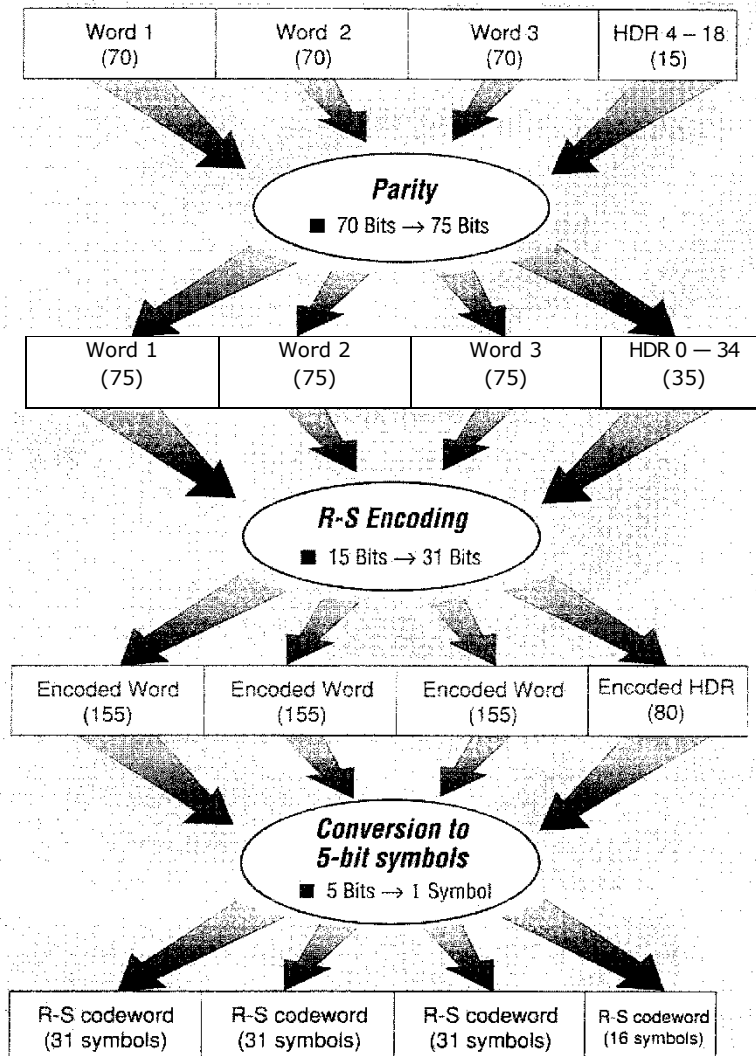 Word 1 Word 2 Word 3 HDR 4 – 18
(70) (70) (70) (15)
Parity
■ 70 Bits → 75 Bits
Word 1 Word 2 Word 3 HDR 0 — 34
(75) (75) (75) (35)
R-S Encoding
■ 15 Bits → 31 Bits
Encoded Word Encoded Word Encoded Word Encoded HDR
(155) (155) (155) (80)
Conversion to
5-bit symbols
■ 5 Bits → 1 Symbol
R-S codeword R-S codeword R-S codeword R-S codeword
(31 symbols) (31 symbols) (31 symbols) (16 symbols)